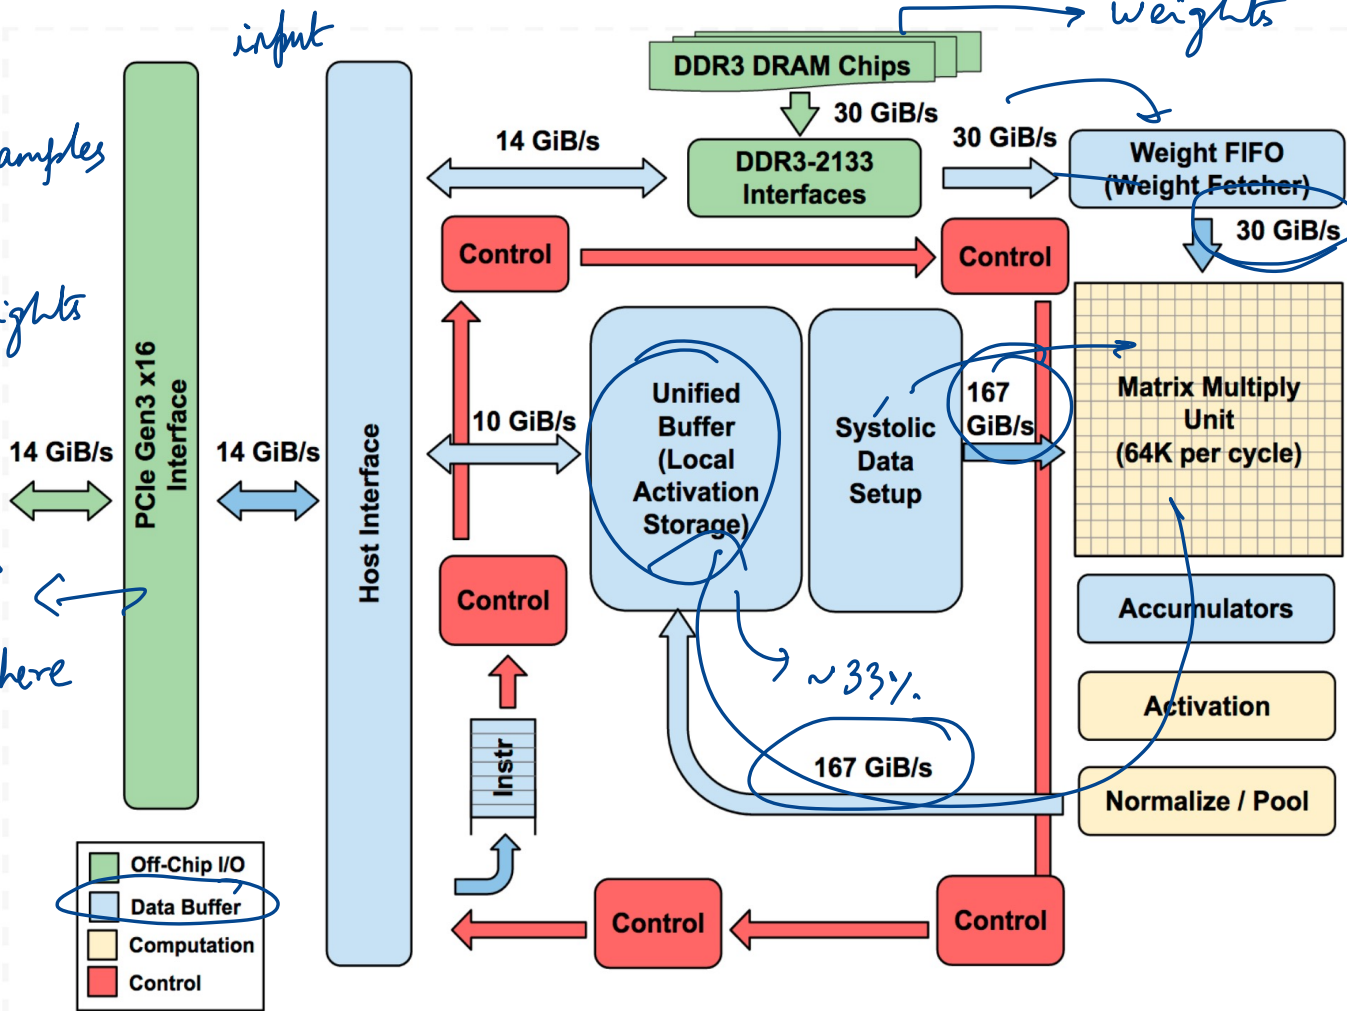 input
weights
DDR3 DRAM Chips
30 GiB/s
14 GiB/s
30 GiB/s
DDR3-2133
Interfaces
Weight FIFO
(Weight Fetcher)
30 GiB/s
amples
ights
Control
Control
PCIe Gen3 x16
Interface
14 GiB/s
14 GiB/s
Host Interface
10 GiB/s
Unified
Buffer
(Local
Activation
Storage)
Systolic
Data
Setup
167
GiB/s
Matrix Multiply
Unit
(64K per cycle)
Control
Accumulators
here
~33%
Activation
Instr
167 GiB/s
Normalize / Pool
Off-Chip I/O
Data Buffer
Computation
Control
Control
Control